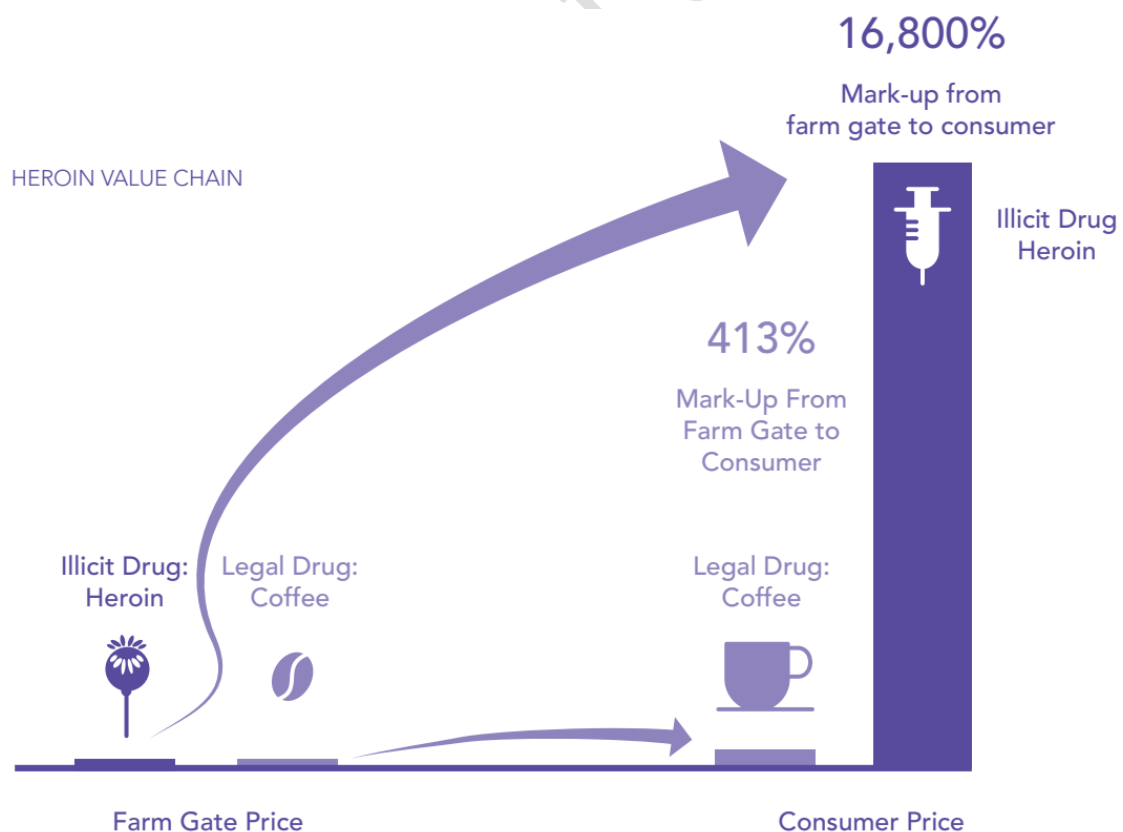 16,800%
Mark-up from
farm gate to consumer
HEROIN VALUE CHAIN
Illicit Drug
Heroin
413%
Mark-Up From
Farm Gate to
Consumer
Illicit Drug:
Heroin
Legal Drug:
Coffee
Legal Drug:
Coffee
Farm Gate Price
Consumer Price